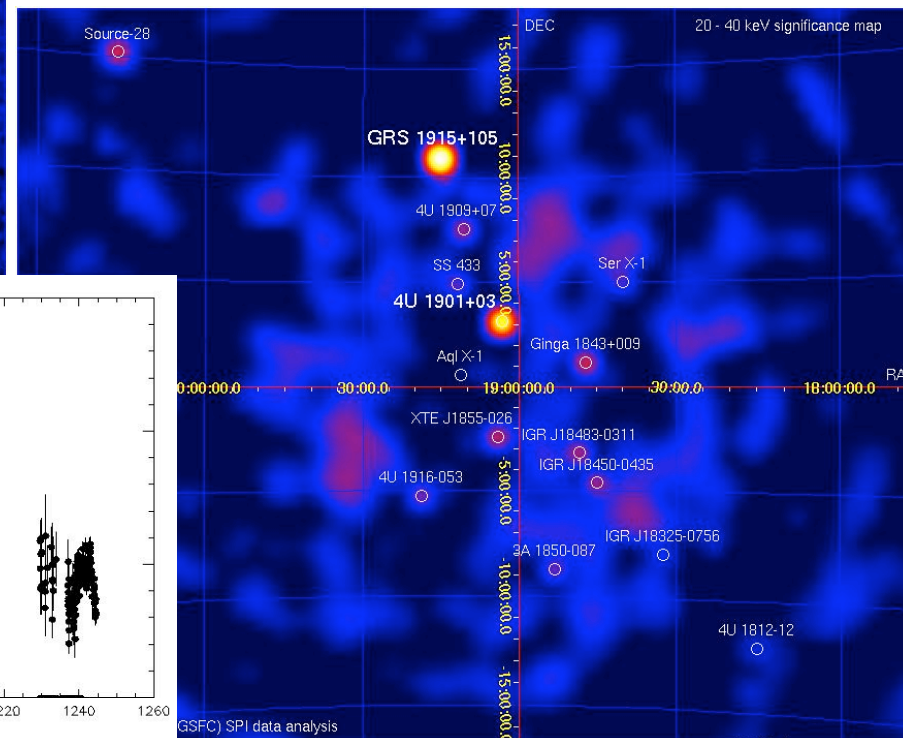 DEC
20 - 40 keV significance map
Source-28
15:00:00.0
GRS 1915+105
10:00:00.0
4U 1909+07
SS 433
5:00:00.0
Ser X-1
4U 1901+03
Ginga 1843+009
Aql X-1
RA
0:00:00.0
30:00.0
19:00:00.0
30:00.0
18:00:00.0
XTE J1855-026
IGR J18483-0311
IGR J18450-0435
4U 1916-053
-5:00:00.0
IGR J18325-0756
3A 1850-087
-10:00:00.0
4U 1812-12
-15:00:00.0
220
1240
1260
GSFC) SPI data analysis